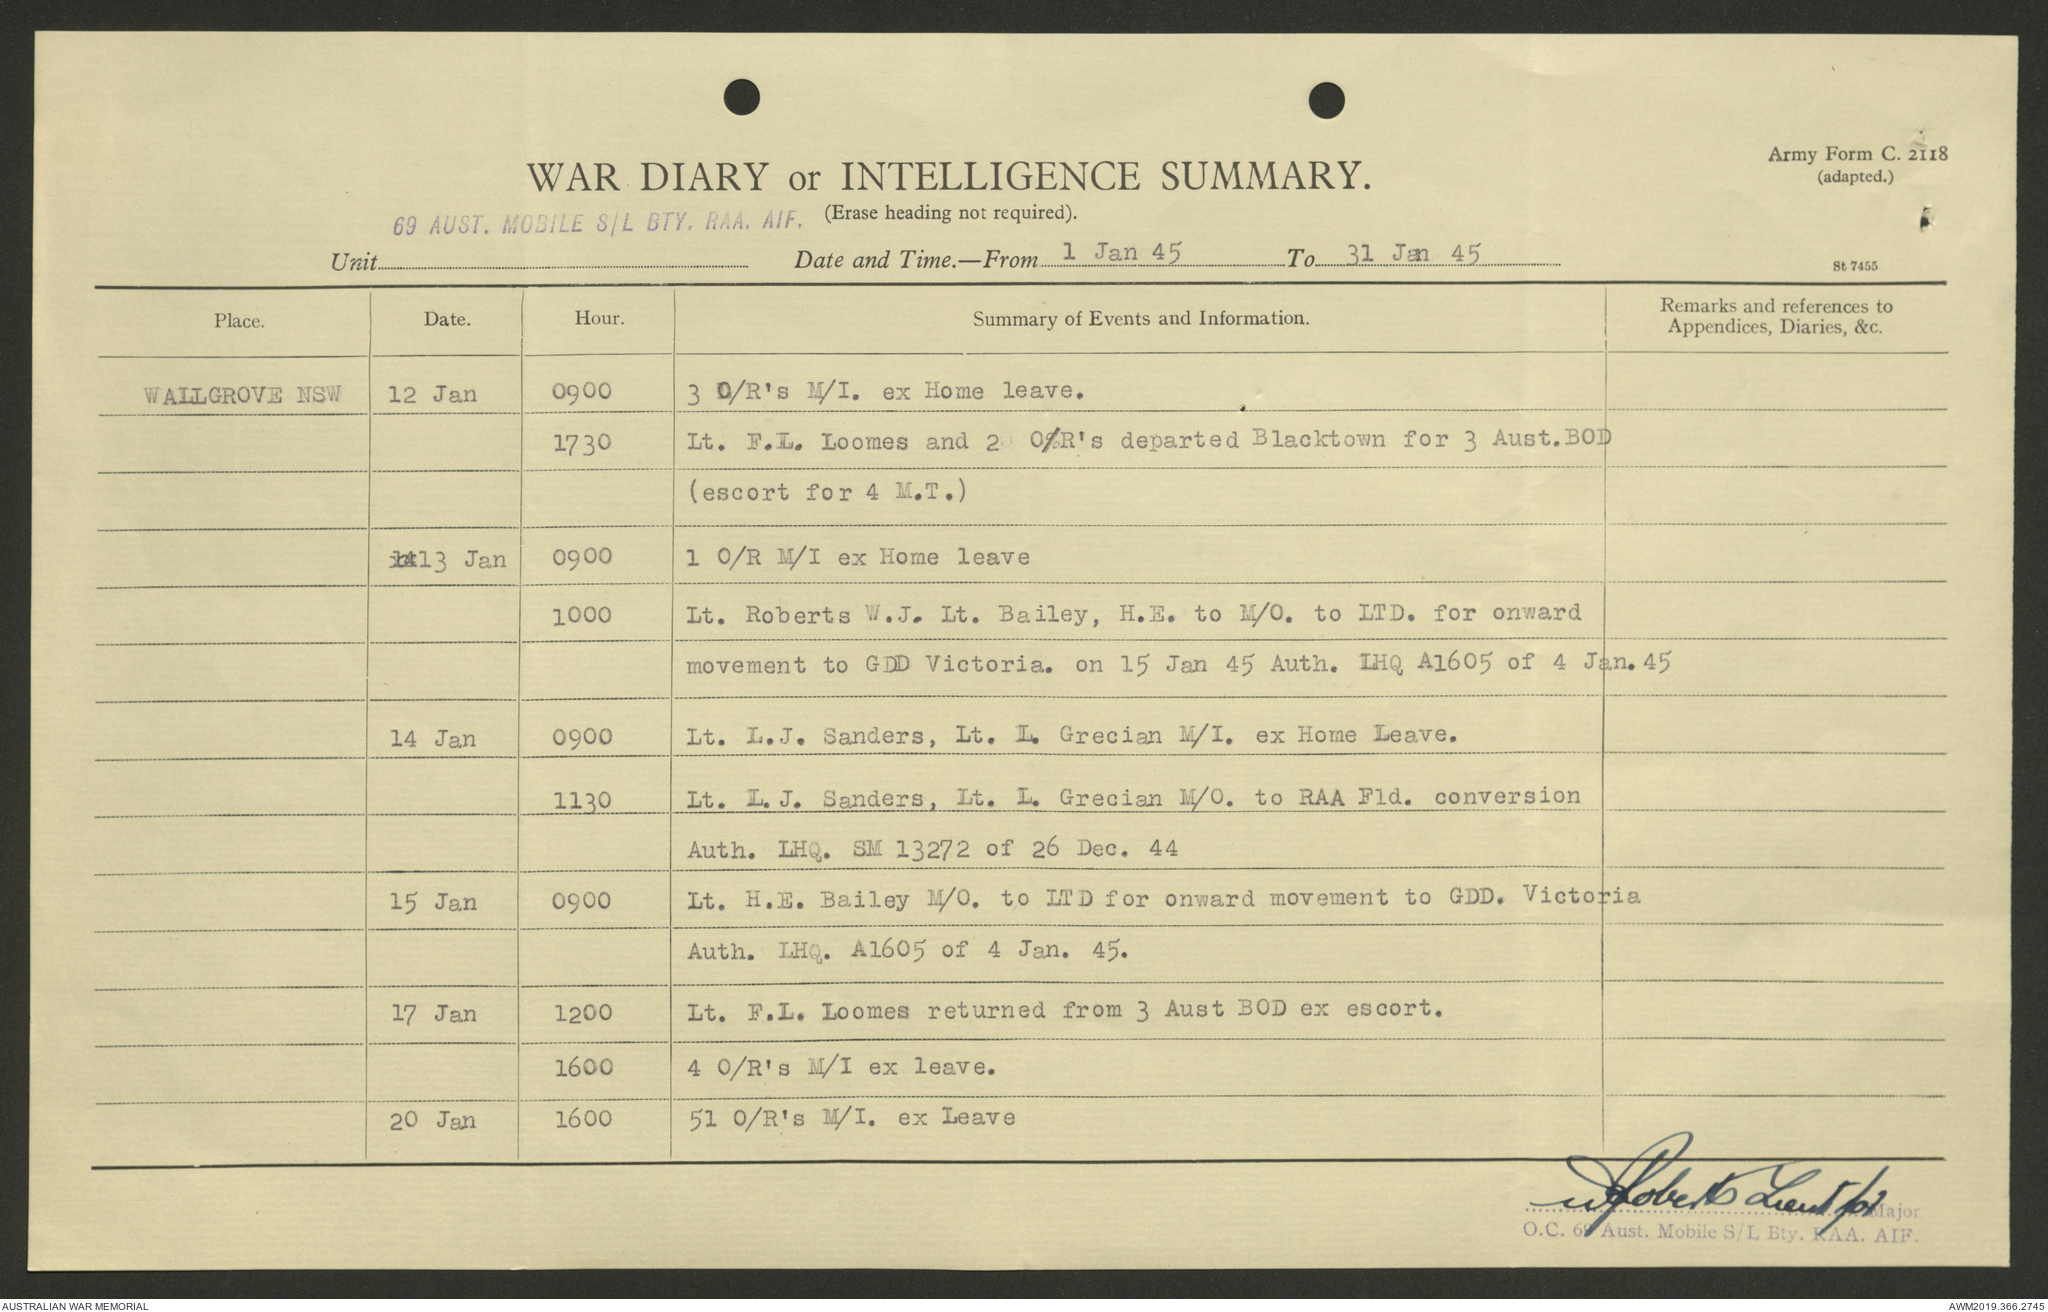 Army Form C. 2118
(adapted.)
WAR DIARY or INTELLIGENCE SUMMARY.
(Erase heading not required).
69 AUST. MOBILE S/L BTY. RAA. AIF.
Unit Date and Time.—From 1 Jan 45 To 31 Jan 45
St 7455
Place. Date. Hour. Summary of Events and Information. Remarks and references to
Appendices, Diaries, &c.
WALLGROVE NSW 12 Jan 0900 3 O/R's M/I. ex Home leave.
1730 Lt. F.L. Loomes and 2 O/R's departed Blacktown for 3 Aust.BOD
(escort for 4 M.T.)
13 Jan 0900 1 O/R M/I ex Home leave
1000 Lt. Roberts W.J. Lt. Bailey, H.E. to M/O. to LTD. for onward
movement to GDD Victoria. on 15 Jan 45 Auth. LHQ A1605 of 4 Jan.45
14 Jan 0900 Lt. L.J. Sanders, Lt. L. Grecian M/I. ex Home Leave.
1130 Lt. L.J. Sanders, Lt. L. Grecian M/O. to RAA Fld. conversion
Auth. LHQ. SM 13272 of 26 Dec. 44
15 Jan 0900 Lt. H.E. Bailey M/O. to LTD for onward movement to GDD. Victoria
Auth. LHQ. A1605 of 4 Jan. 45.
17 Jan 1200 Lt. F.L. Loomes returned from 3 Aust BOD ex escort.
1600 4 O/R's M/I ex leave.
20 Jan 1600 51 O/R's M/I. ex Leave
WJRoberts Lieut for Major
O.C. 69 Aust. Mobile S/L Bty. RAA. AIF.
AUSTRALIAN WAR MEMORIAL AWM2019.366.2745